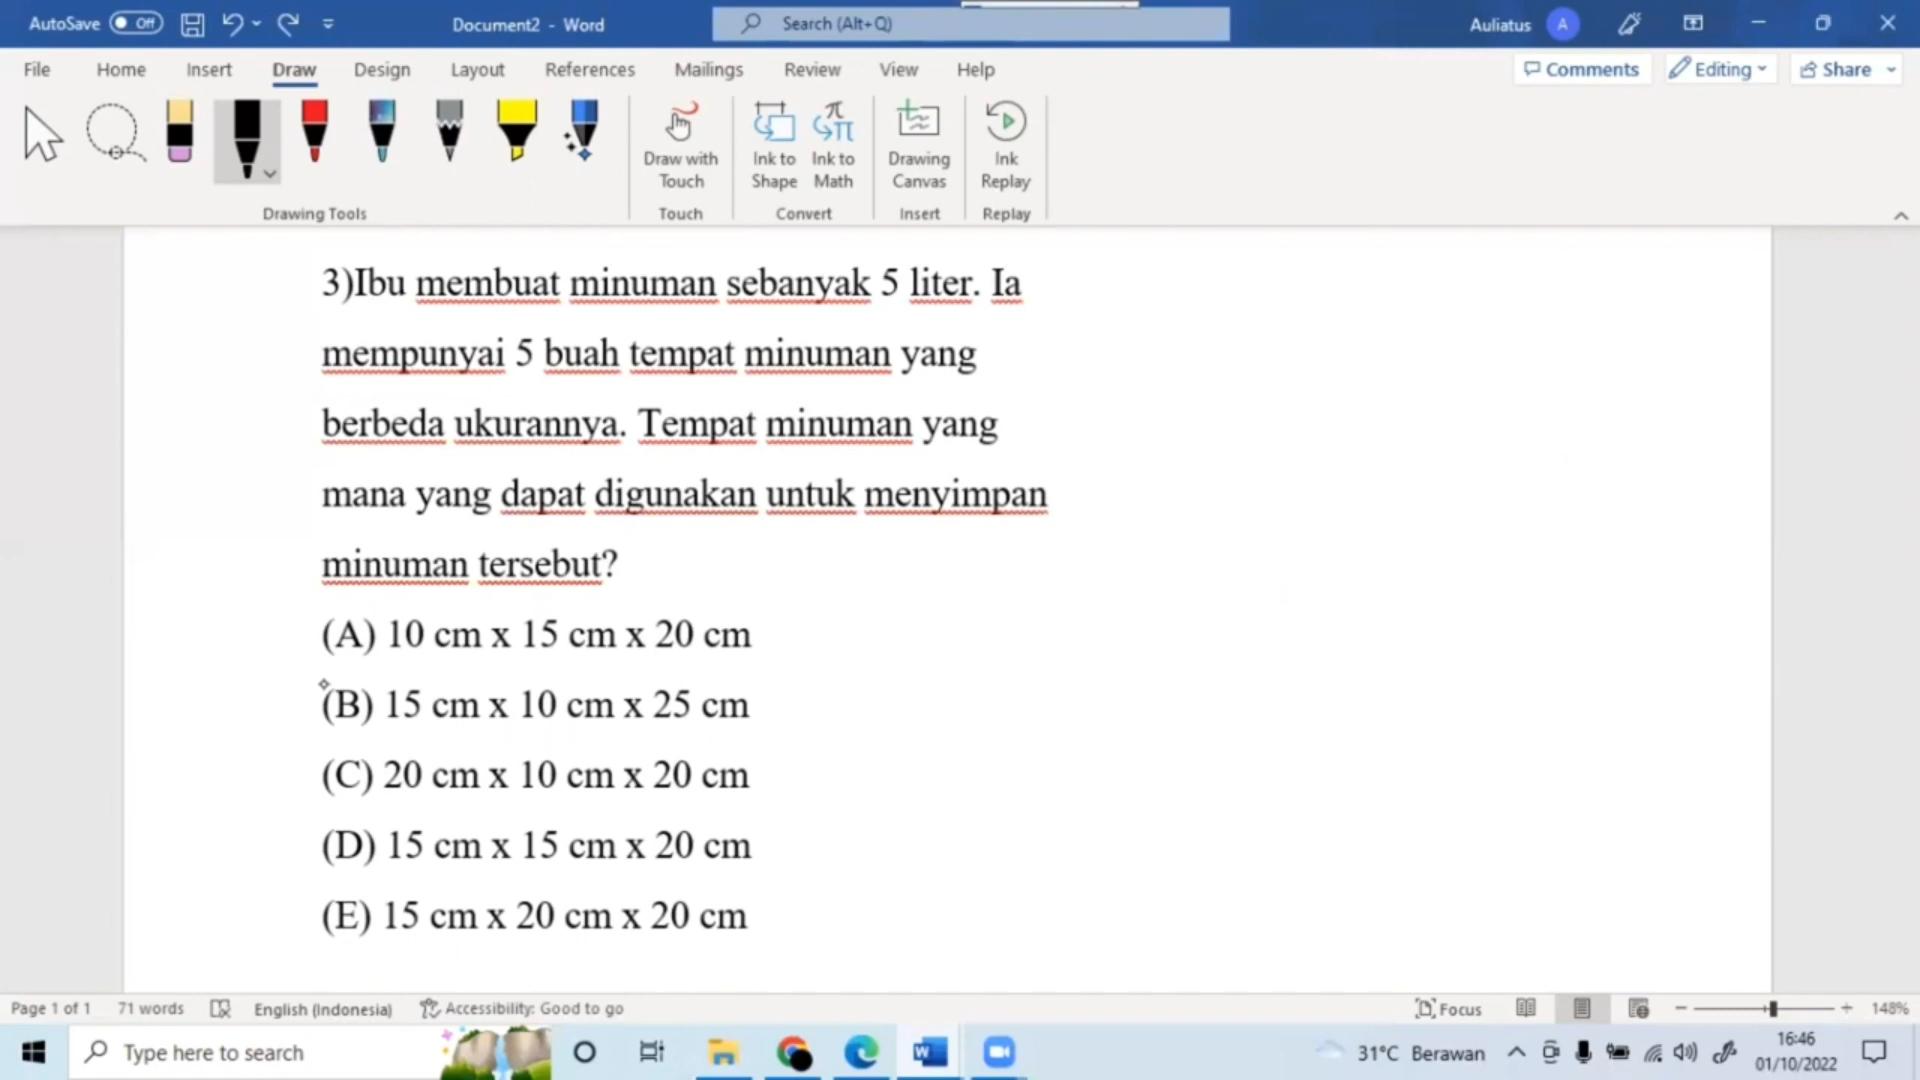 AutoSave Off Document2 - Word Search (Alt+Q) Auliatus A
File Home Insert Draw Design Layout References Mailings Review View Help Comments Editing Share
Draw with Touch Ink to Shape Ink to Math Drawing Canvas Ink Replay
Drawing Tools Touch Convert Insert Replay
3)Ibu membuat minuman sebanyak 5 liter. Ia
mempunyai 5 buah tempat minuman yang
berbeda ukurannya. Tempat minuman yang
mana yang dapat digunakan untuk menyimpan
minuman tersebut?
(A) 10 cm x 15 cm x 20 cm
(B) 15 cm x 10 cm x 25 cm
(C) 20 cm x 10 cm x 20 cm
(D) 15 cm x 15 cm x 20 cm
(E) 15 cm x 20 cm x 20 cm
Page 1 of 1 71 words English (Indonesia) Accessibility: Good to go Focus 148%
Type here to search 31°C Berawan 16:46
01/10/2022